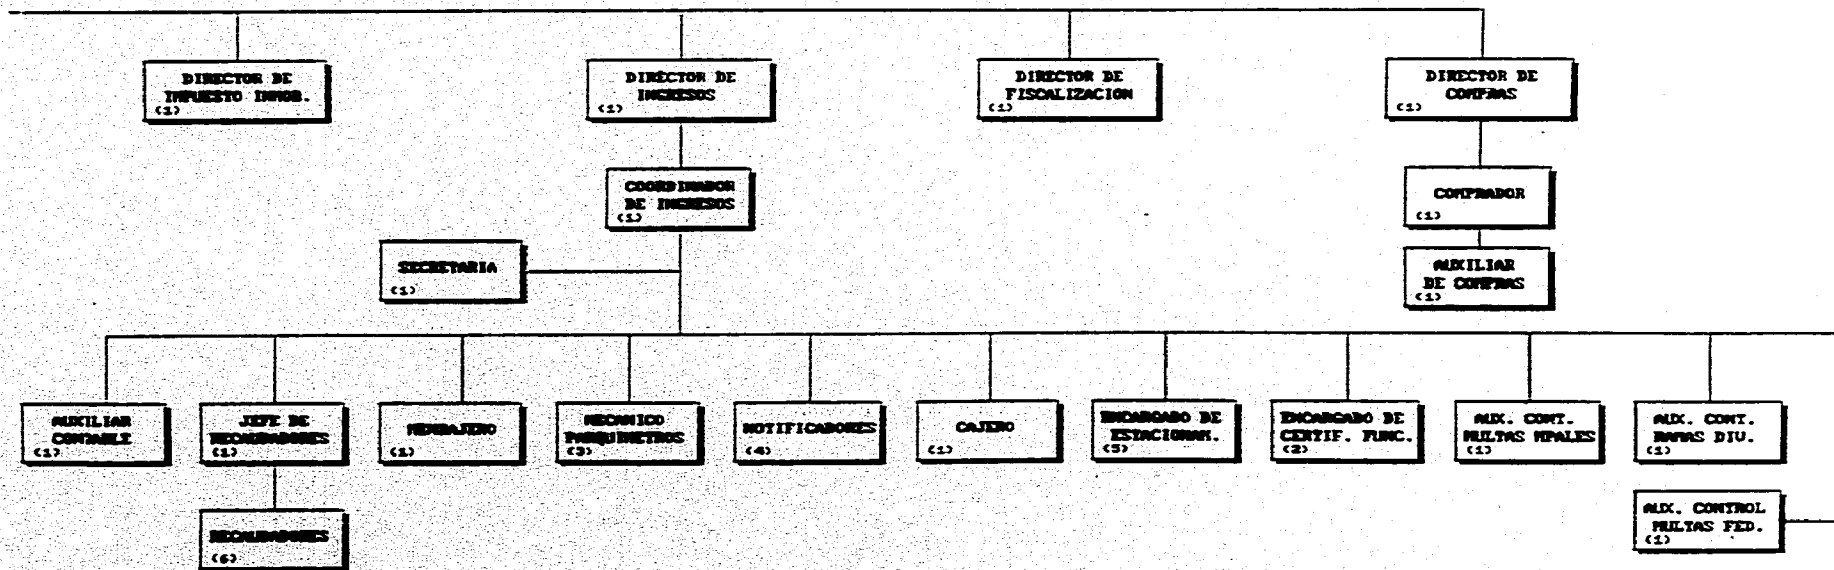 DIRECTOR DE
IMPUESTO INMOB.
(1)
DIRECTOR DE
INGRESOS
(1)
DIRECTOR DE
FISCALIZACION
(1)
DIRECTOR DE
COMPRAS
(1)
COORDINADOR
DE INGRESOS
(1)
COMPRADOR
(1)
SECRETARIA
(1)
AUXILIAR
DE COMPRAS
(1)
AUXILIAR
CONTABLE
(1)
JEFE DE
RECAUDADORES
(1)
MENSAJERO
(1)
MECANICO
PARQUIMETROS
(3)
NOTIFICADORES
(4)
CAJERO
(1)
ENCARGADO DE
ESTACIONAM.
(5)
ENCARGADO DE
CERTIF. FUNC.
(2)
AUX. CONT.
MULTAS MPALES
(1)
AUX. CONT.
RAMAS DIV.
(1)
RECAUDADORES
(6)
AUX. CONTROL
MULTAS FED.
(1)